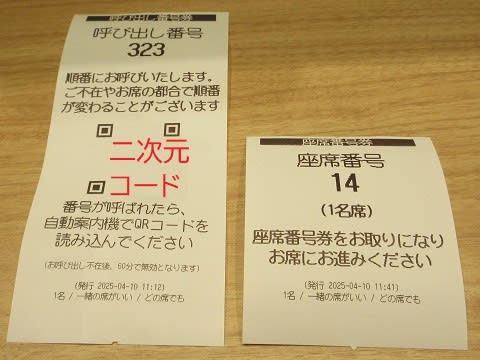 呼び出し番号券
呼び出し番号
323
順番にお呼びいたします。
ご不在やお席の都合で順番
が変わることがございます
二次元
コード
番号が呼ばれたら、
自動案内機でQRコードを
読み込んでください
(お呼び出し不在後、60分で無効となります)
(発行 2025-04-10 11:12)
1名 / 一緒の席がいい / どの席でも
座席番号券
座席番号
14
(1名席)
座席番号券をお取りになり
お席にお進みください
(発行 2025-04-10 11:41)
1名 / 一緒の席がいい / どの席でも